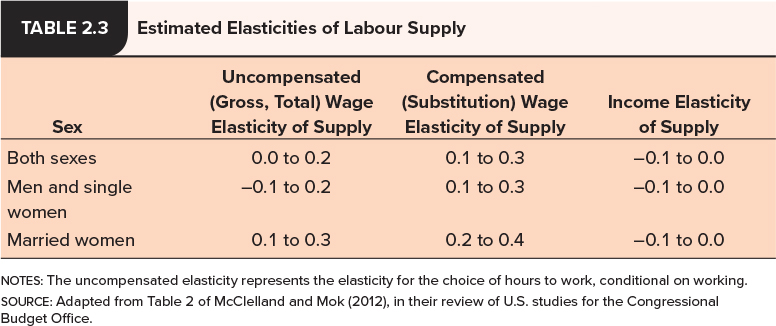 TABLE 2.3 Estimated Elasticities of Labour Supply
Uncompensated Compensated
(Gross, Total) Wage (Substitution) Wage Income Elasticity
Sex Elasticity of Supply Elasticity of Supply of Supply
Both sexes 0.0 to 0.2 0.1 to 0.3 –0.1 to 0.0
Men and single –0.1 to 0.2 0.1 to 0.3 –0.1 to 0.0
women
Married women 0.1 to 0.3 0.2 to 0.4 –0.1 to 0.0
NOTES: The uncompensated elasticity represents the elasticity for the choice of hours to work, conditional on working.
SOURCE: Adapted from Table 2 of McClelland and Mok (2012), in their review of U.S. studies for the Congressional
Budget Office.